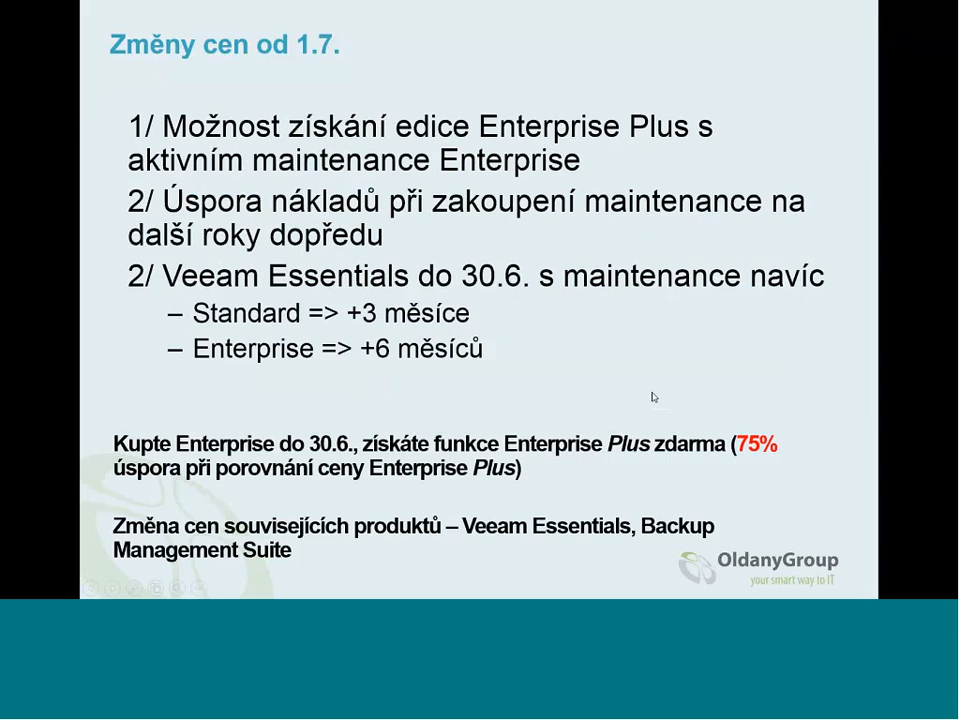 Změny cen od 1.7.
1/ Možnost získání edice Enterprise Plus s
aktivním maintenance Enterprise
2/ Úspora nákladů při zakoupení maintenance na
další roky dopředu
2/ Veeam Essentials do 30.6. s maintenance navíc
– Standard => +3 měsíce
– Enterprise => +6 měsíců
Kupte Enterprise do 30.6., získáte funkce Enterprise Plus zdarma (75%
úspora při porovnání ceny Enterprise Plus)
Změna cen souvisejících produktů – Veeam Essentials, Backup
Management Suite
OldanyGroup
your smart way to IT